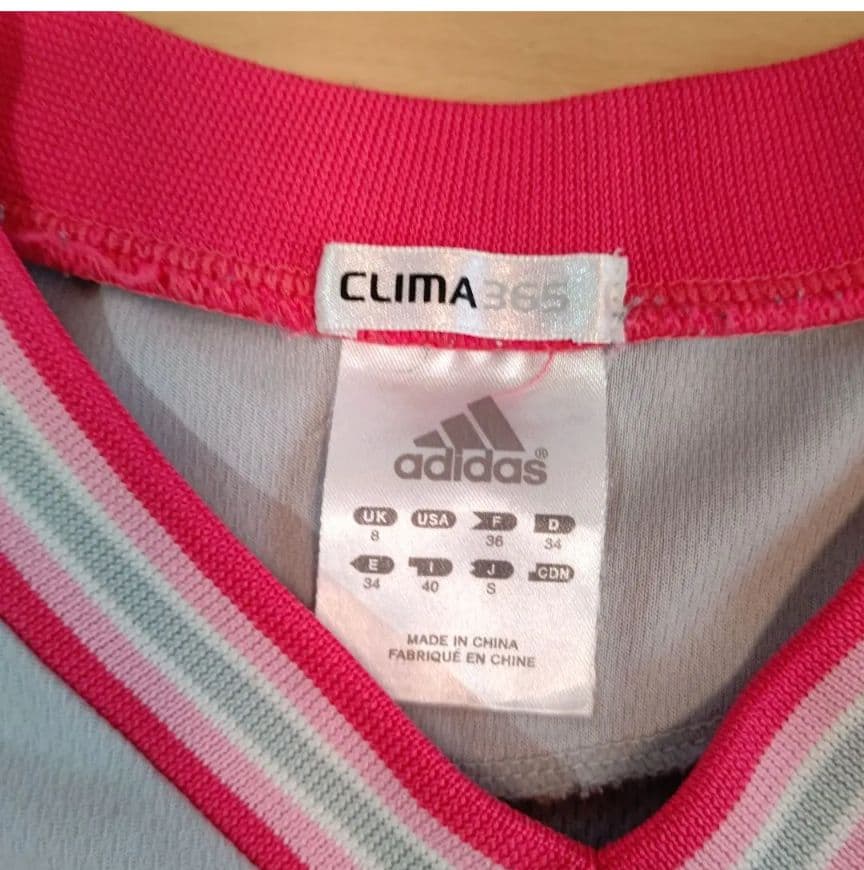 CLIMA365
adidas®
UK USA F D
8 36 34
E I J CDN
34 40 S
MADE IN CHINA
FABRIQUÉ EN CHINE